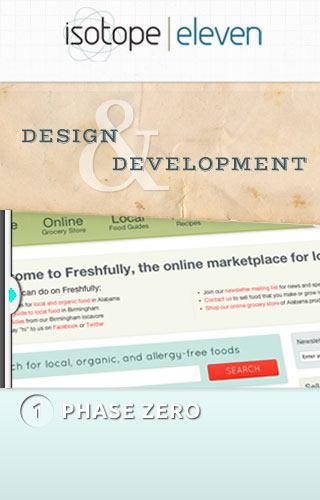 isotope | eleven
DESIGN
&
DEVELOPMENT
Online
Grocery Store
Local
Food Guides
Recipes
ome to Freshfully, the online marketplace for lo
can do on Freshfully:
for local and organic food in Alabama
to local food in Birmingham
from our Birmingham locavore
"hi" to us on Facebook or Twitter
Join our newsletter mailing list for news and spe
Contact us to sell food that you make or grow
Shop our online grocery store of Alabama prod
ch for local, organic, and allergy-free foods
SEARCH
Newslet
Enter your
1 PHASE ZERO